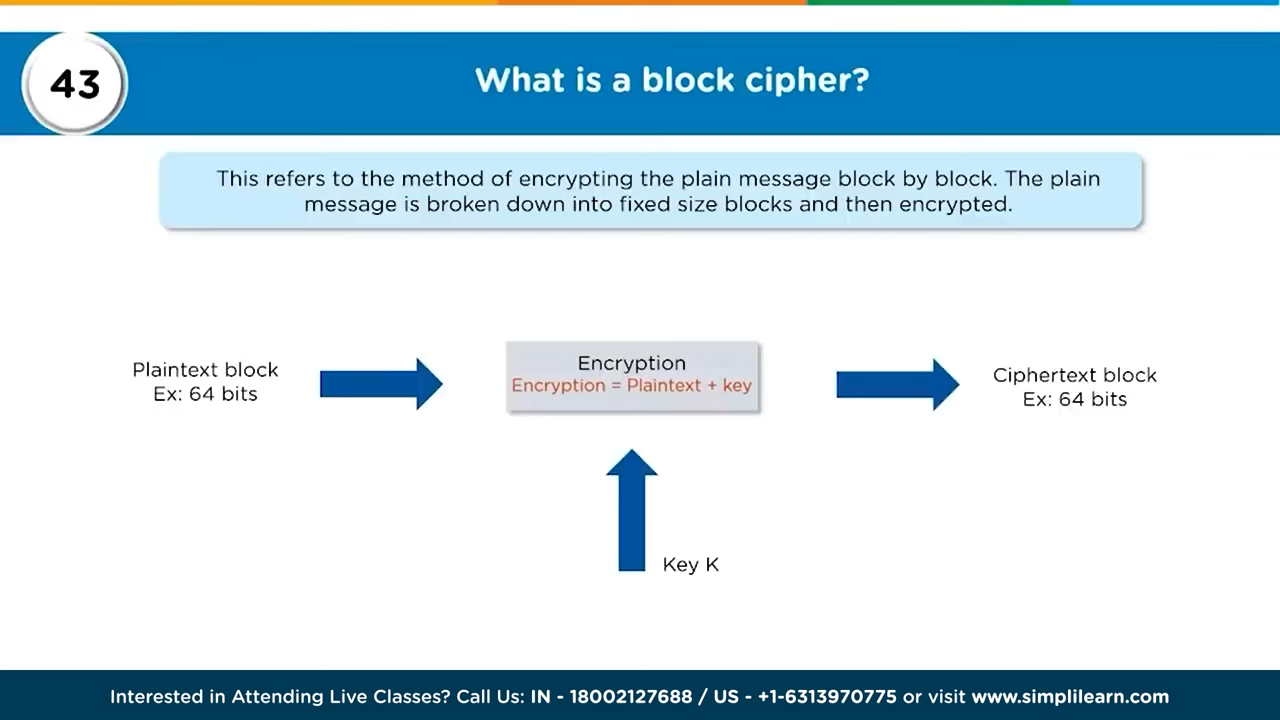 43
What is a block cipher?
This refers to the method of encrypting the plain message block by block. The plain
message is broken down into fixed size blocks and then encrypted.
Plaintext block
Ex: 64 bits
Encryption
Encryption = Plaintext + key
Ciphertext block
Ex: 64 bits
Key K
Interested in Attending Live Classes? Call Us: IN - 18002127688 / US - +1-6313970775 or visit www.simplilearn.com